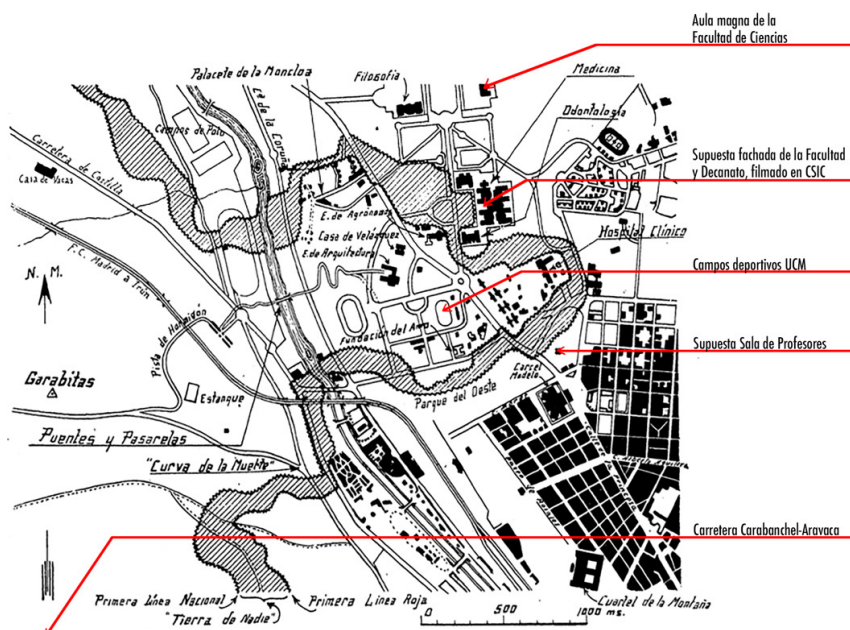 Aula magna de la
Facultad de Ciencias
Palacete de la Moncloa
Filosofía
Medicina
Odontología
Cª de la Coruña
Campos de Polo
Carretera de Castilla
Casa de Vacas
Supuesta fachada de la Facultad
y Decanato, filmado en CSIC
E. de Agrónomos
Casa de Velázquez
E. de Arquitectura
Hospital Clínico
N. M.
F.C. Madrid a Irún
Campos deportivos UCM
Pista de Hormigón
Fundación del Amo
Supuesta Sala de Profesores
Garabitas
Estanque
Carcel
Modelo
Parque del Oeste
Puentes y Pasarelas
"Curva de la Muerte"
Carretera Carabanchel-Aravaca
Primera Línea Nacional
Primera Línea Roja
"Tierra de Nadie"
0 500 1000 ms.
Cuartel de la Montaña